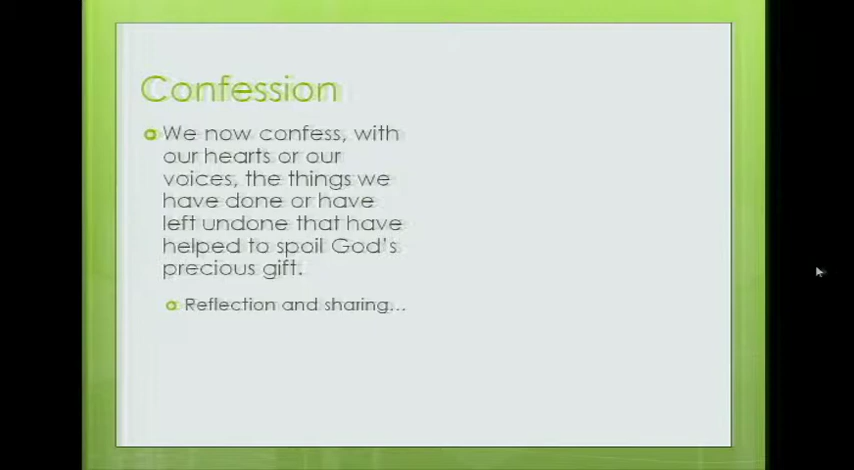 Confession
We now confess, with
our hearts or our
voices, the things we
have done or have
left undone that have
helped to spoil God's
precious gift.
Reflection and sharing...